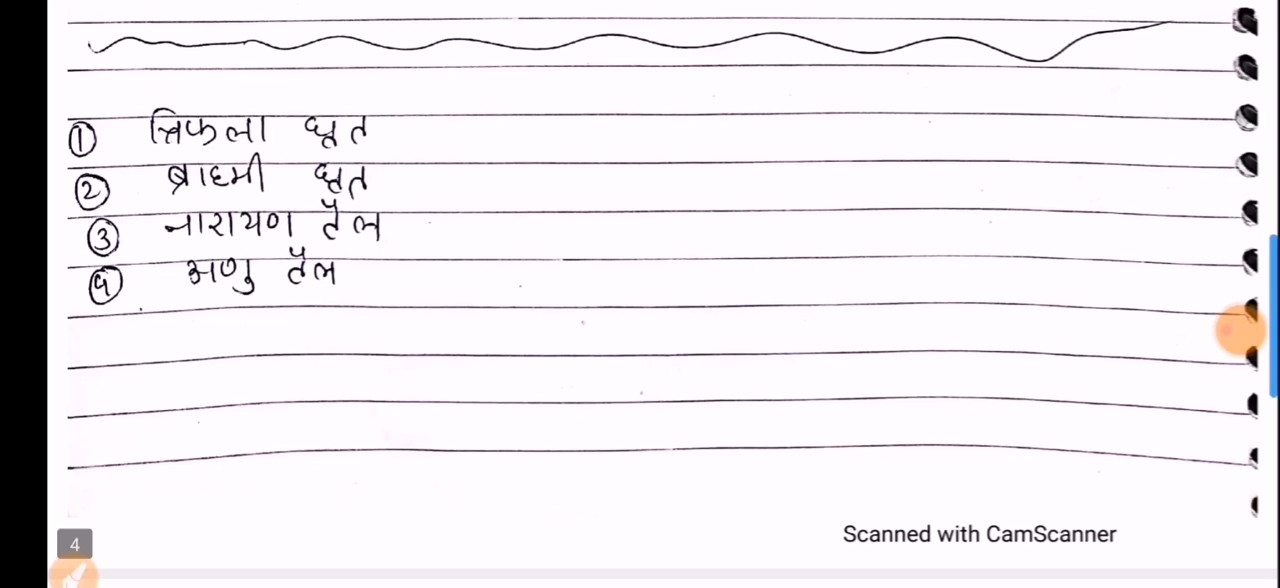 ① त्रिफला घृत
② ब्राह्मी घृत
③ नारायण तैल
④ अणु तैल
4
Scanned with CamScanner